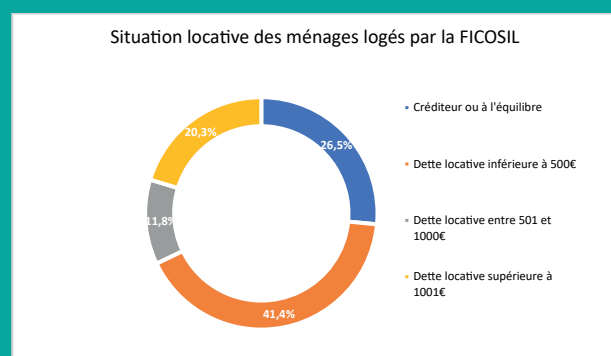 Situation locative des ménages logés par la FICOSIL
20,3%
26,5%
11,8%
41,4%
Créditeur ou à l'équilibre
Dette locative inférieure à 500€
Dette locative entre 501 et
1000€
Dette locative supérieure à
1001€